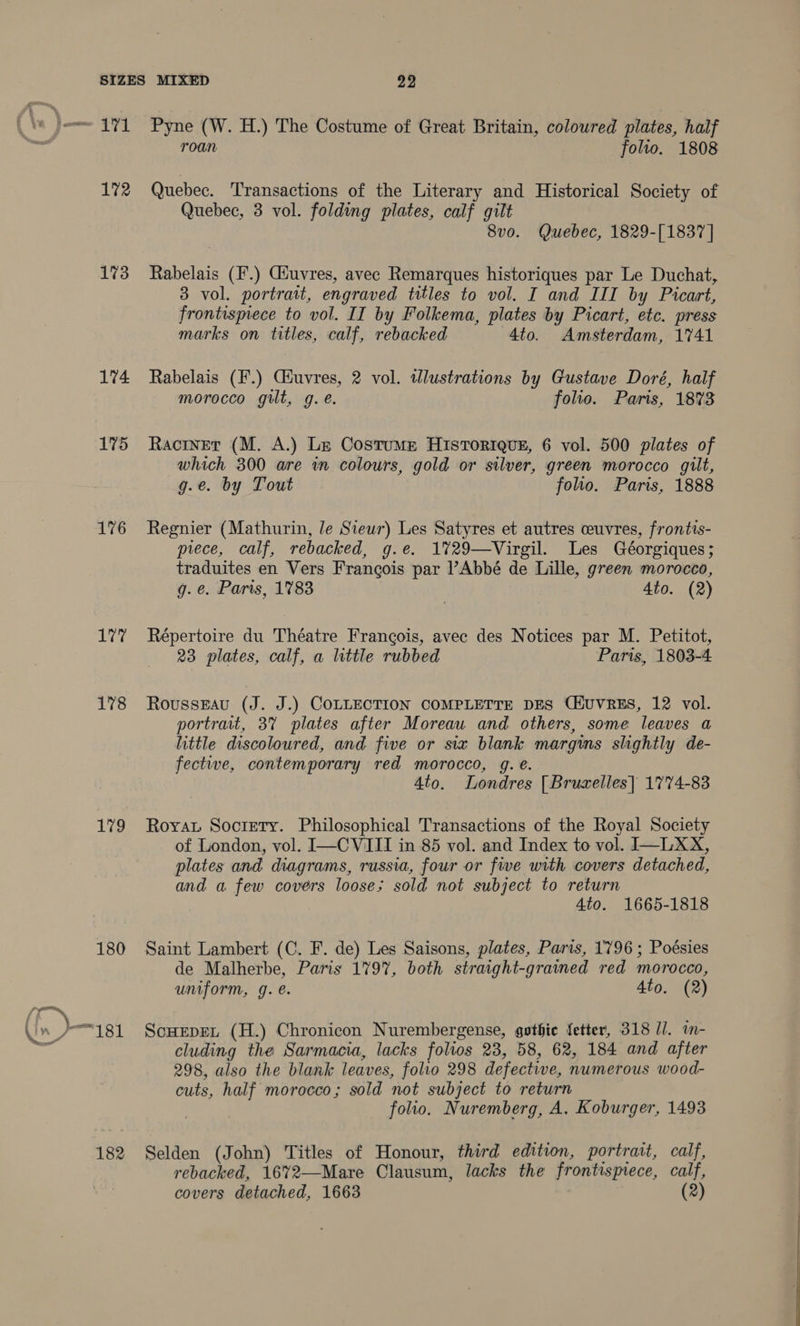 SIZES MIXED 22
171 Pyne (W. H.) The Costume of Great Britain, coloured plates, half
roan folio. 1808
172 Quebec. Transactions of the Literary and Historical Society of
Quebec, 3 vol. folding plates, calf gilt
8vo. Quebec, 1829-[1837]
173 Rabelais (F.) Œuvres, avec Remarques historiques par Le Duchat,
3 vol. portrait, engraved titles to vol. I and III by Picart,
frontispiece to vol. II by Folkema, plates by Picart, etc. press
marks on titles, calf, rebacked 4to. Amsterdam, 1741
174 Rabelais (F.) Œuvres, 2 vol. illustrations by Gustave Doré, half
morocco gilt, g. e. folio. Paris, 1873
175 Racinet (M. A.) Le Costume Historique, 6 vol. 500 plates of
which 300 are in colours, gold or silver, green morocco gilt,
g.e. by Tout folio. Paris, 1888
176 Regnier (Mathurin, le Sieur) Les Satyres et autres œuvres, frontis-
piece, calf, rebacked, g. e. 1729—Virgil. Les Géorgiques;
traduites en Vers François par l'Abbé de Lille, green morocco,
g. e. Paris, 1783 4to. (2)
177 Répertoire du Théatre François, avec des Notices par M. Petitot,
23 plates, calf, a little rubbed Paris, 1803-4
178 Rousseau (J. J.) Collection complette des Œuvres, 12 vol.
portrait, 37 plates after Moreau and others, some leaves a
little discoloured, and five or six blank margins slightly de-
fective, contemporary red morocco, g. e.
4to. Londres [Bruxelles] 1774-83
179 Royal Society. Philosophical Transactions of the Royal Society
of London, vol. I—CVIII in 85 vol. and Index to vol. I—LXX,
plates and diagrams, russia, four or five with covers detached,
and a few covers loose; sold not subject to return
4to. 1665-1818
180 Saint Lambert (C. F. de) Les Saisons, plates, Paris, 1796; Poésies
de Malherbe, Paris 1797, both straight-grained red morocco,
uniform, g. e. 4to. (2)
181 Schedel (H.) Chronicon Nurembergense, gothic letter, 318 ll. in-
cluding the Sarmacia, lacks folios 23, 58, 62, 184 and after
298, also the blank leaves, folio 298 defective, numerous wood-
cuts, half morocco; sold not subject to return
folio. Nuremberg, A. Koburger, 1493
182 Selden (John) Titles of Honour, third edition, portrait, calf,
rebacked, 1672—Mare Clausum, lacks the frontispiece, calf,
covers detached, 1663 (2)